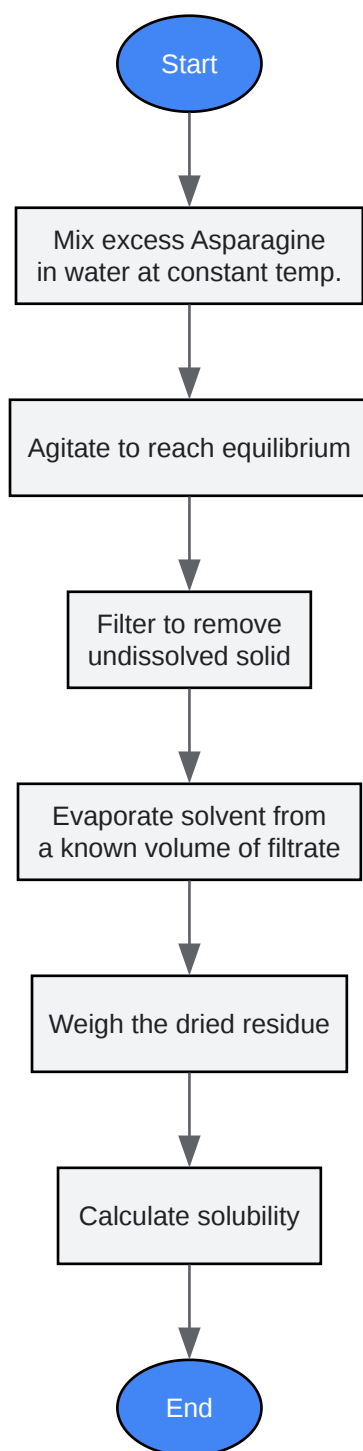 Start
Mix excess Asparagine
in water at constant temp.
Agitate to reach equilibrium
Filter to remove
undissolved solid
Evaporate solvent from
a known volume of filtrate
Weigh the dried residue
Calculate solubility
End